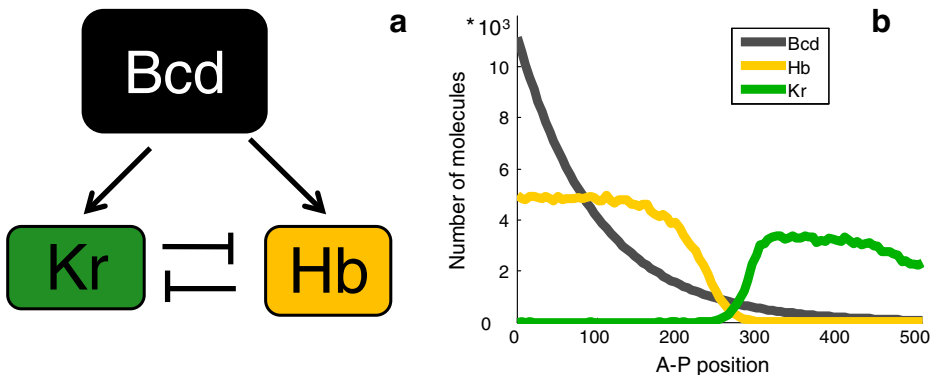 a
Bcd
Kr
Hb
b
* 10³
Bcd
Hb
Kr
10
8
6
4
2
0
Number of molecules
0 100 200 300 400 500
A-P position